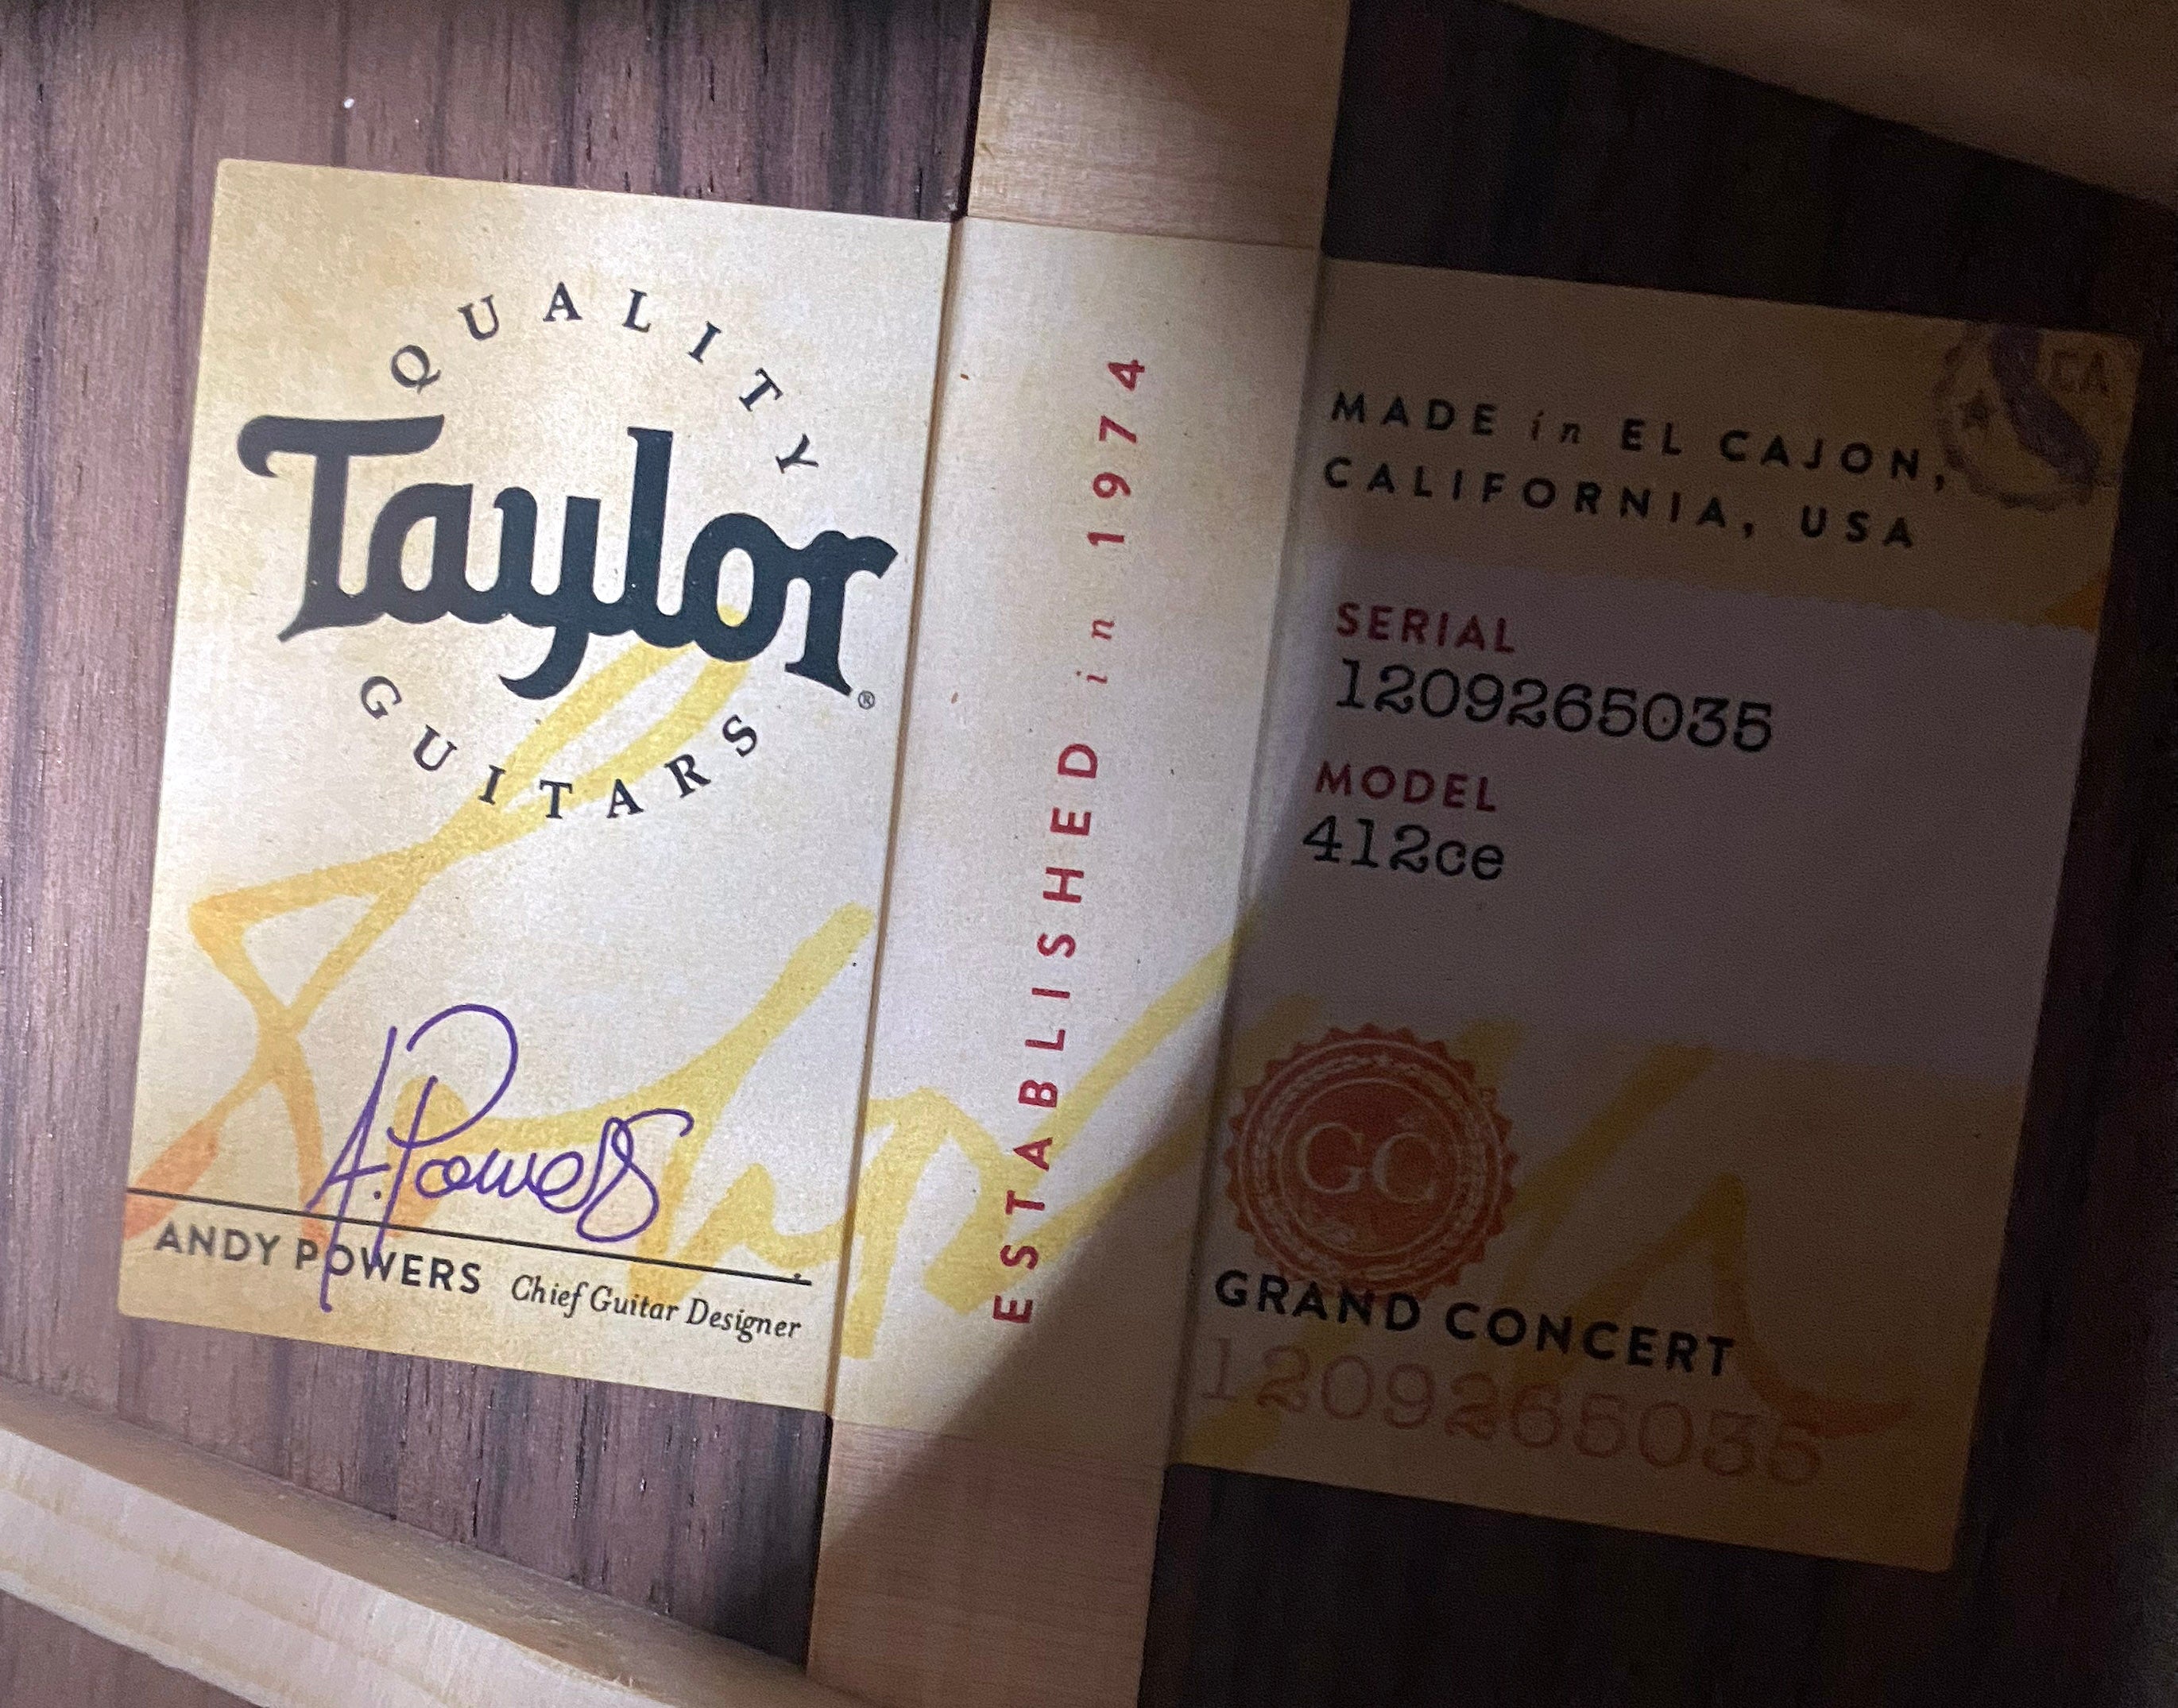 QUALITY
Taylor®
GUITARS
A. Powers
ANDY POWERS Chief Guitar Designer
ESTABLISHED in 1974
CA
MADE in EL CAJON,
CALIFORNIA, USA
SERIAL
1209265035
MODEL
412ce
GC
GRAND CONCERT
1209265035